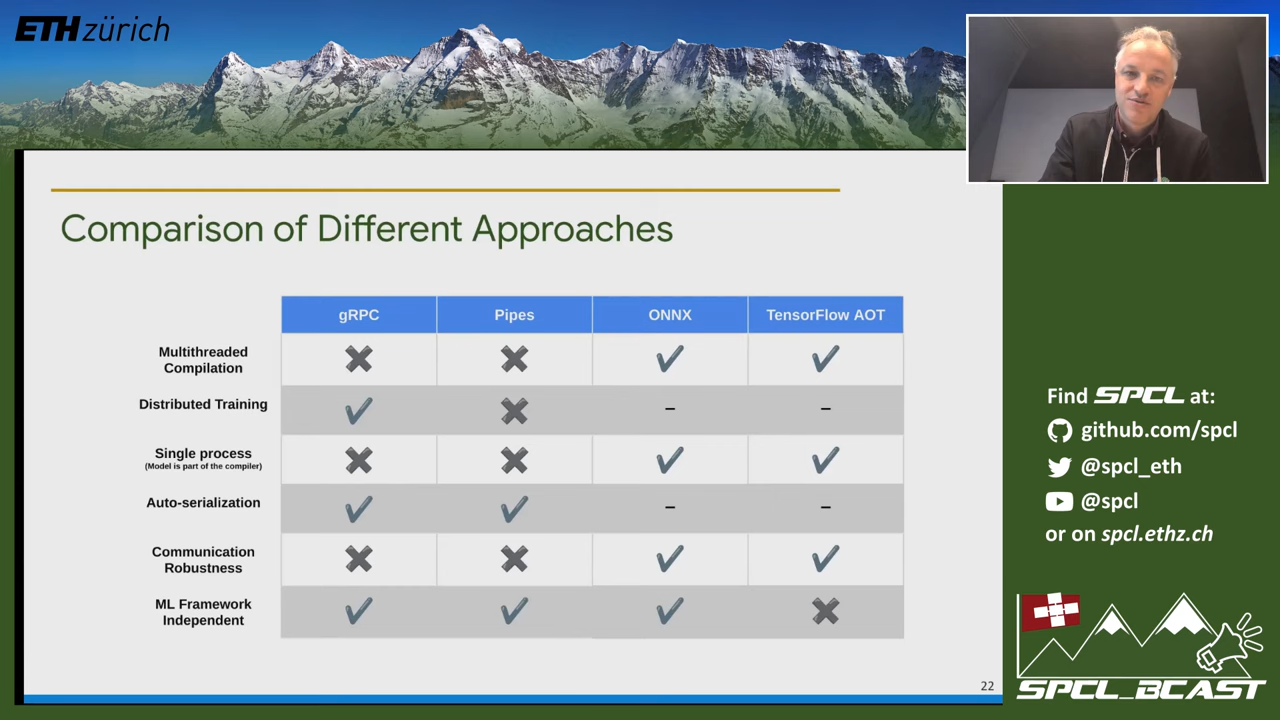 ETH zürich
Comparison of Different Approaches
gRPC Pipes ONNX TensorFlow AOT
Multithreaded
Compilation ✖ ✖ ✔ ✔
Distributed Training ✔ ✖ – –
Single process
(Model is part of the compiler) ✖ ✖ ✔ ✔
Auto-serialization ✔ ✔ – –
Communication
Robustness ✖ ✖ ✔ ✔
ML Framework
Independent ✔ ✔ ✔ ✖
22
Find SPCL at:
github.com/spcl
@spcl_eth
@spcl
or on spcl.ethz.ch
SPCL_BCAST